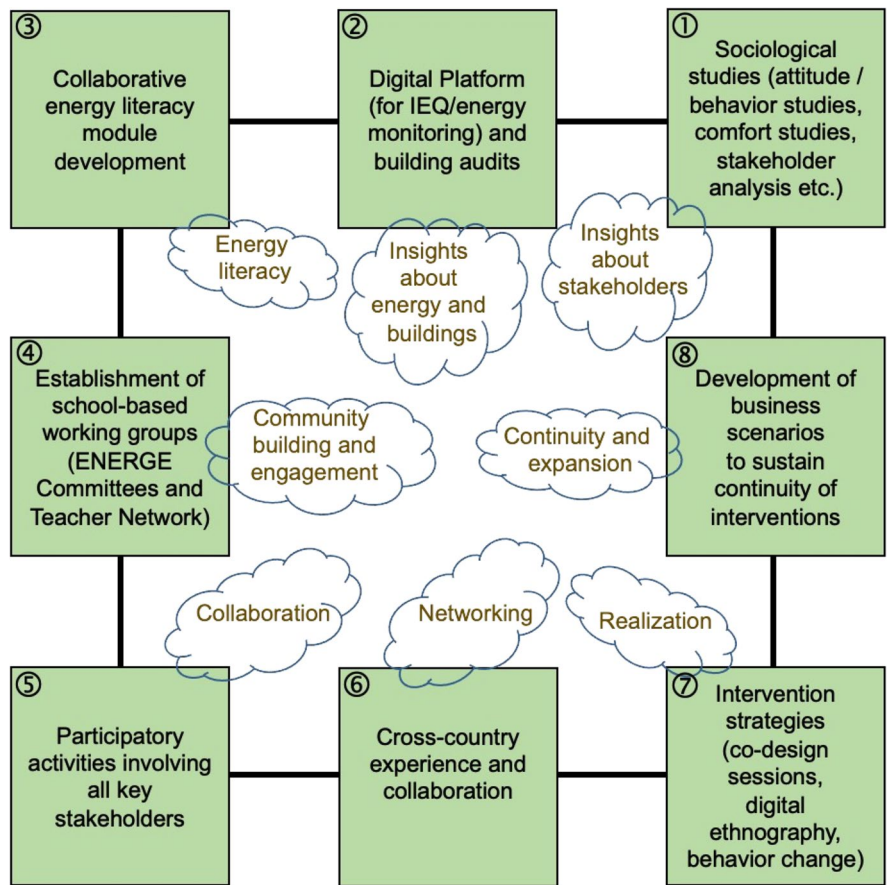 ③
Collaborative
energy literacy
module
development
②
Digital Platform
(for IEQ/energy
monitoring) and
building audits
①
Sociological
studies (attitude /
behavior studies,
comfort studies,
stakeholder
analysis etc.)
Energy
literacy
Insights
about
energy and
buildings
Insights
about
stakeholders
④
Establishment of
school-based
working groups
(ENERGE
Committees and
Teacher Network)
Community
building and
engagement
Continuity and
expansion
⑧
Development of
business
scenarios
to sustain
continuity of
interventions
Collaboration
Networking
Realization
⑤
Participatory
activities involving
all key
stakeholders
⑥
Cross-country
experience and
collaboration
⑦
Intervention
strategies
(co-design
sessions,
digital
ethnography,
behavior change)